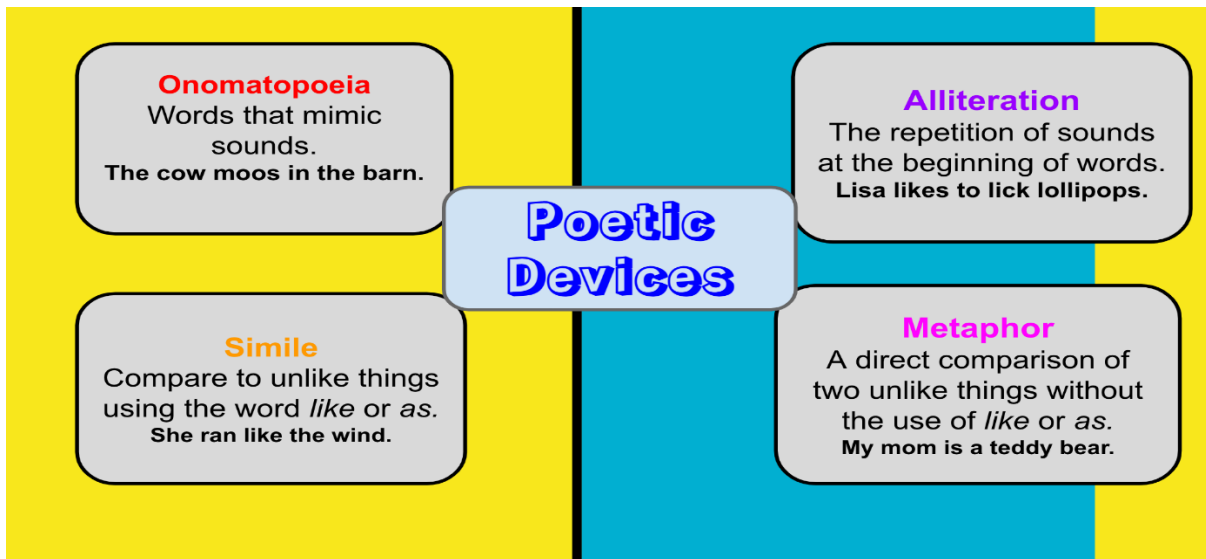 Onomatopoeia
Words that mimic
sounds.
The cow moos in the barn.
Alliteration
The repetition of sounds
at the beginning of words.
Lisa likes to lick lollipops.
Poetic
Devices
Simile
Compare to unlike things
using the word like or as.
She ran like the wind.
Metaphor
A direct comparison of
two unlike things without
the use of like or as.
My mom is a teddy bear.